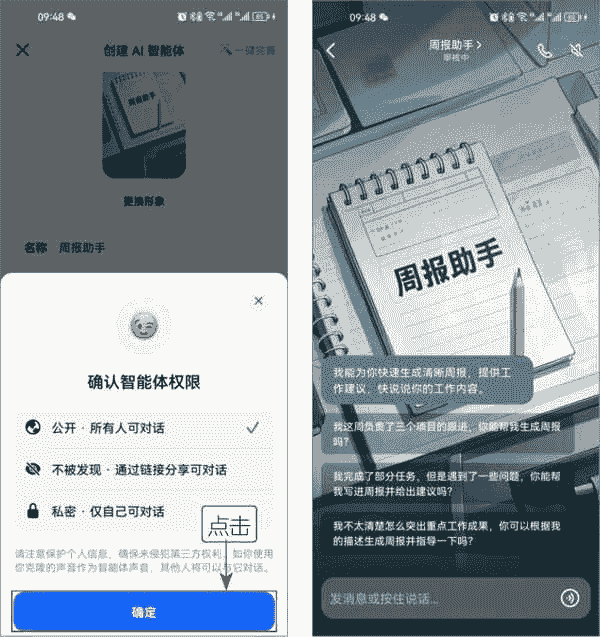 09:48
创建 AI 智能体
一键完善
周报助手
更换形象
名称 周报助手
确认智能体权限
公开·所有人可对话
不被发现·通过链接分享可对话
私密·仅自己可对话
点击
请注意保护个人信息，确保未侵犯第三方权利，如你使用
你克隆的声音作为智能体声音，其他人将可以与它对话。
确定
09:48
周报助手
审核中
周报助手
我能为你快速生成清晰周报，提供工
作建议，快说说你的工作内容。
我这周负责了三个项目的跟进，你能帮我生成周报
吗？
我完成了部分任务，但是遇到了一些问题，你能帮
我写进周报并给出建议吗？
我不太清楚怎么突出重点工作成果，你可以根据我
的描述生成周报并指导一下吗？
发消息或按住说话...